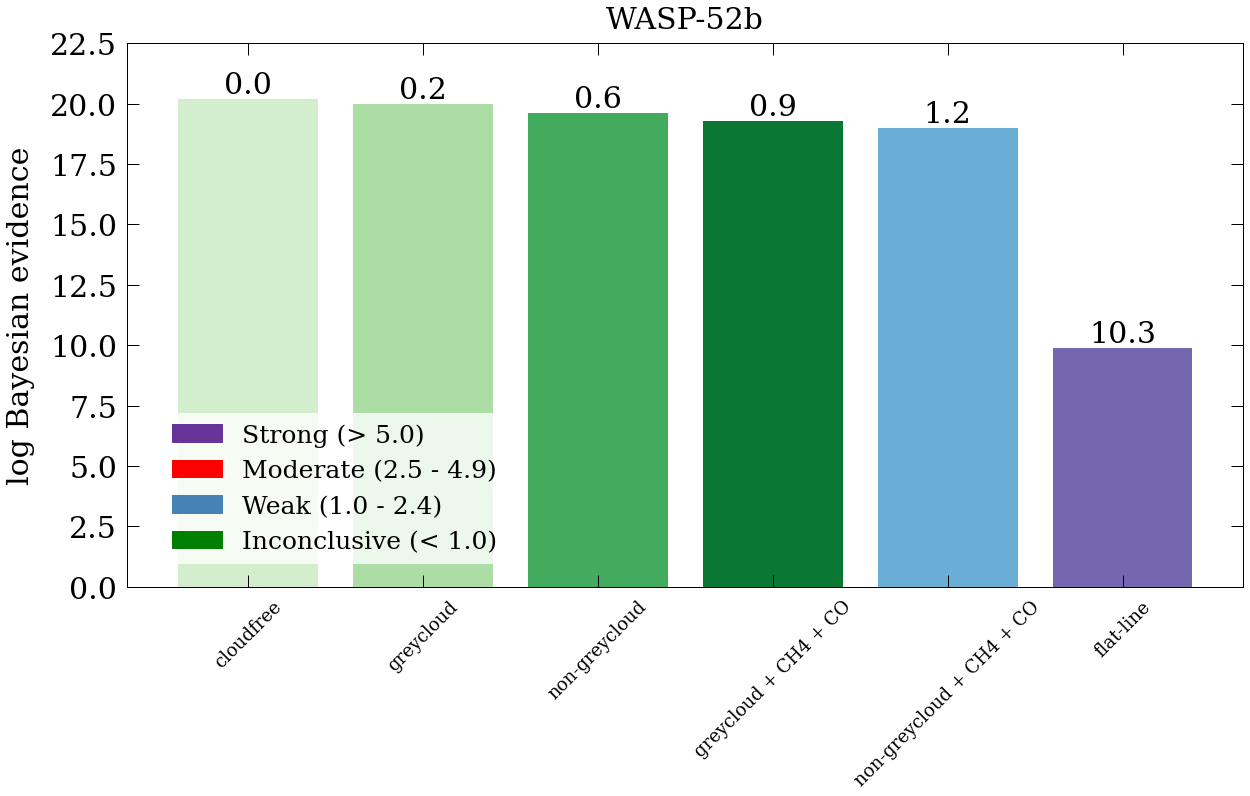 WASP-52b
log Bayesian evidence
22.5
20.0
17.5
15.0
12.5
10.0
7.5
5.0
2.5
0.0
0.0
0.2
0.6
0.9
1.2
10.3
Strong (> 5.0)
Moderate (2.5 - 4.9)
Weak (1.0 - 2.4)
Inconclusive (< 1.0)
cloudfree
greycloud
non-greycloud
greycloud + CH4 + CO
non-greycloud + CH4 + CO
flat-line